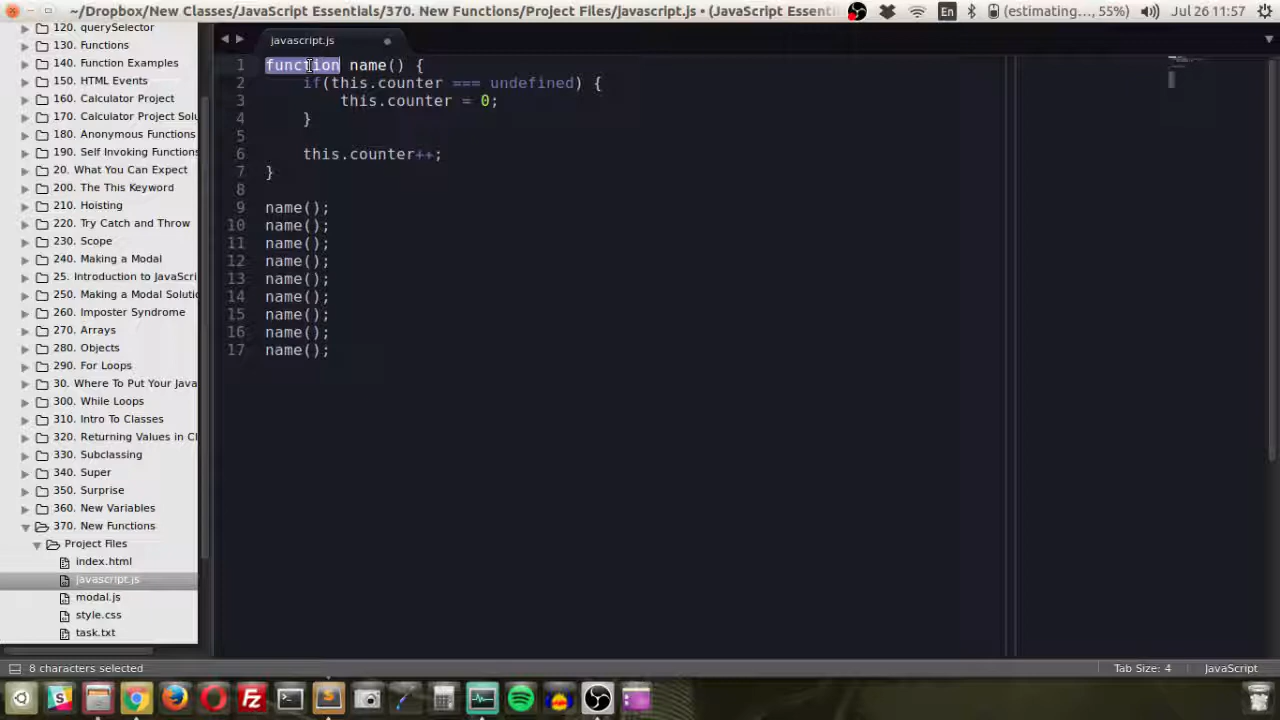 ~/Dropbox/New Classes/JavaScript Essentials/370. New Functions/Project Files/javascript.js • (JavaScript Essenti
En
(estimating..., 55%)
Jul 26 11:57
120. querySelector
130. Functions
140. Function Examples
150. HTML Events
160. Calculator Project
170. Calculator Project Solu
180. Anonymous Functions
190. Self Invoking Functions
20. What You Can Expect
200. The This Keyword
210. Hoisting
220. Try Catch and Throw
230. Scope
240. Making a Modal
25. Introduction to JavaScri
250. Making a Modal Solutio
260. Imposter Syndrome
270. Arrays
280. Objects
290. For Loops
30. Where To Put Your Java
300. While Loops
310. Intro To Classes
320. Returning Values in Cl
330. Subclassing
340. Super
350. Surprise
360. New Variables
370. New Functions
Project Files
index.html
javascript.js
modal.js
style.css
task.txt
javascript.js
1 function name() {
2 if(this.counter === undefined) {
3 this.counter = 0;
4 }
5
6 this.counter++;
7 }
8
9 name();
10 name();
11 name();
12 name();
13 name();
14 name();
15 name();
16 name();
17 name();
8 characters selected
Tab Size: 4
JavaScript